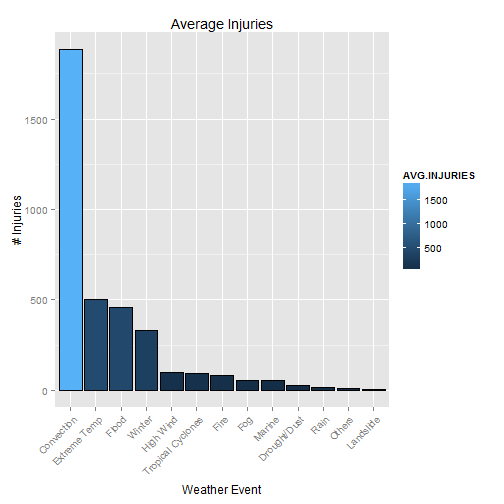 Average Injuries
# Injuries
1500
1000
500
0
Convection
Extreme Temp
Flood
Winter
High Wind
Tropical Cyclones
Fire
Fog
Marine
Drought/Dust
Rain
Others
Landslide
Weather Event
AVG.INJURIES
1500
1000
500